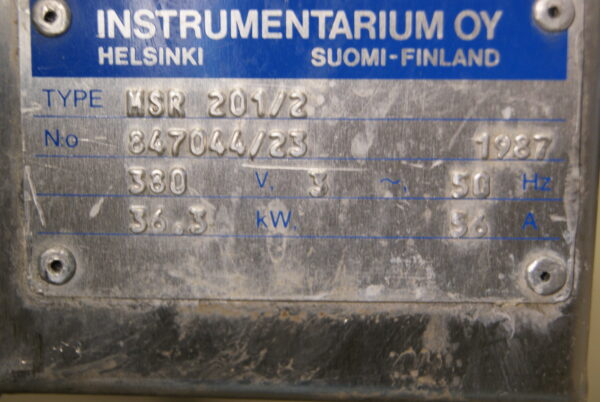 INSTRUMENTARIUM OY
HELSINKI SUOMI-FINLAND
TYPE MSR 201/2
No 847044/23 1987
380 V, 3 ~, 50 Hz
36.3 kW, 56 A